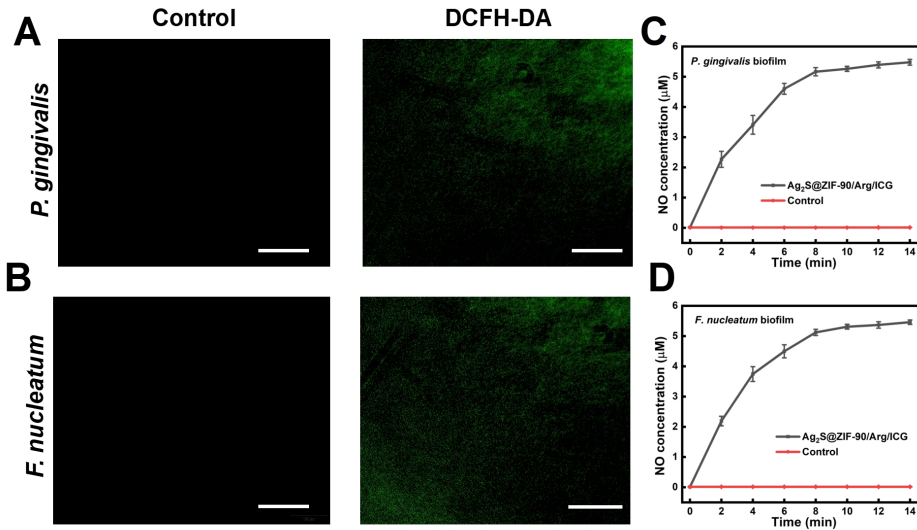 A
Control
DCFH-DA
P. gingivalis
B
F. nucleatum
C
NO concentration (μM)
6
5
4
3
2
1
0
P. gingivalis biofilm
Ag₂S@ZIF-90/Arg/ICG
Control
0 2 4 6 8 10 12 14
Time (min)
D
NO concentration (μM)
6
5
4
3
2
1
0
F. nucleatum biofilm
Ag₂S@ZIF-90/Arg/ICG
Control
0 2 4 6 8 10 12 14
Time (min)